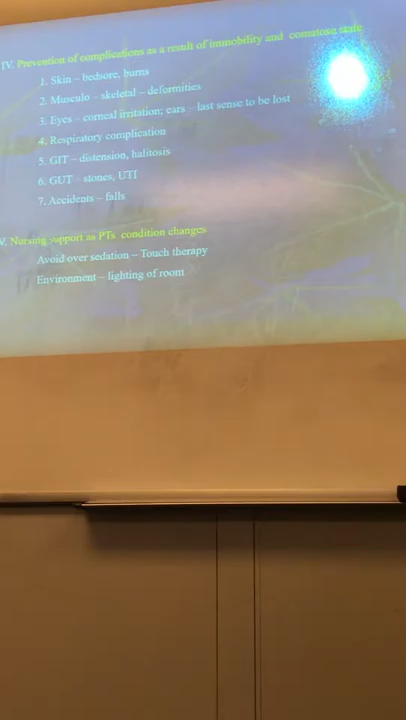 IV. Prevention of complications as a result of immobility and comatose state
1. Skin – bedsore, burns
2. Musculo – skeletal – deformities
3. Eyes – corneal irritation; ears – last sense to be lost
4. Respiratory complication
5. GIT – distension, halitosis
6. GUT – stones, UTI
7. Accidents – falls
V. Nursing support as PTs condition changes
Avoid over sedation – Touch therapy
Environment – lighting of room